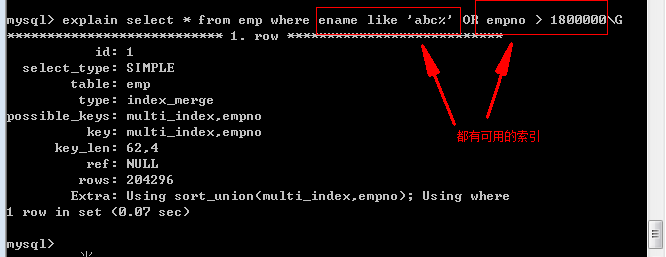 mysql> explain select * from emp where ename like 'abc%' OR empno > 1800000\G
*************************** 1. row ***************************
id: 1
select_type: SIMPLE
table: emp
type: index_merge
possible_keys: multi_index,empno
key: multi_index,empno
key_len: 62,4
ref: NULL
rows: 204296
Extra: Using sort_union(multi_index,empno); Using where
1 row in set (0.07 sec)
都有可用的索引
mysql>